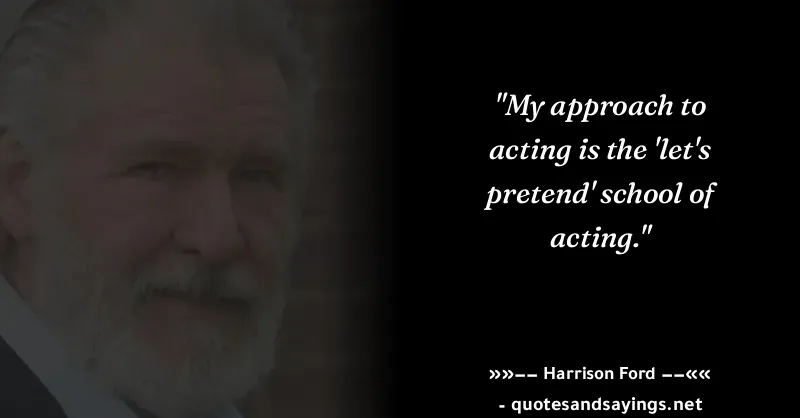 "My approach to
acting is the 'let's
pretend' school of
acting."
»»−− Harrison Ford −−««
- quotesandsayings.net